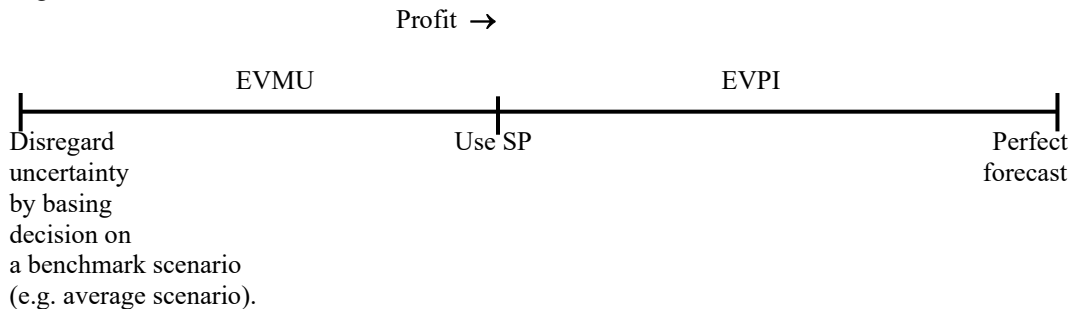 Profit →
EVMU EVPI
Disregard Use SP Perfect
uncertainty forecast
by basing
decision on
a benchmark scenario
(e.g. average scenario).